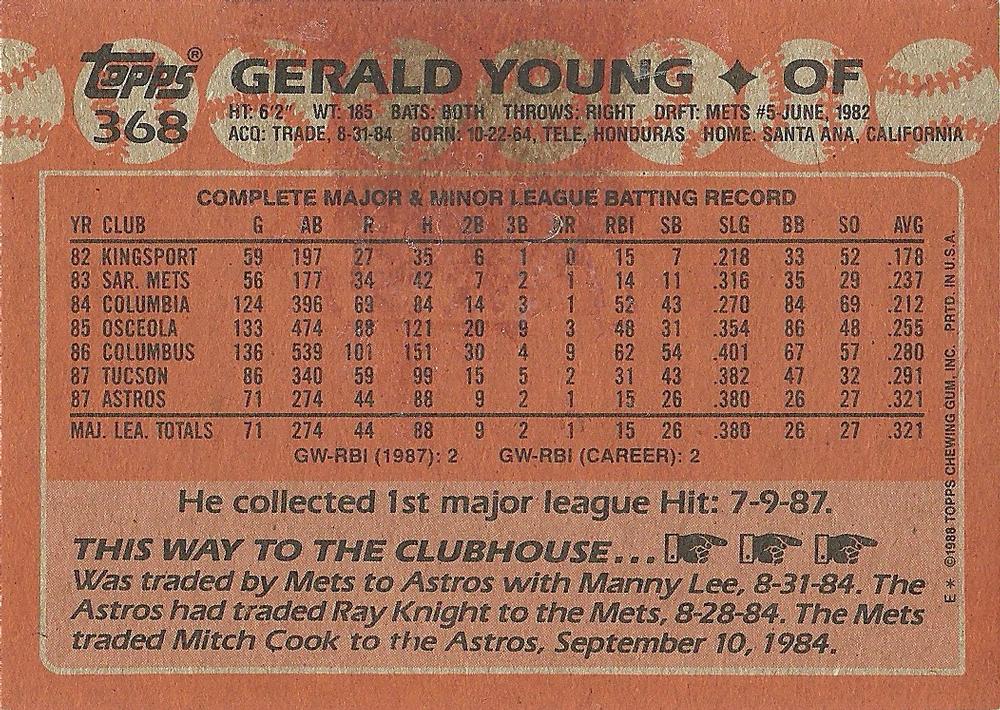 Topps®
368
GERALD YOUNG ✦ OF
HT: 6'2" WT: 185 BATS: BOTH THROWS: RIGHT DRFT: METS #5-JUNE, 1982
ACQ: TRADE, 8-31-84 BORN: 10-22-64, TELE, HONDURAS HOME: SANTA ANA, CALIFORNIA
COMPLETE MAJOR & MINOR LEAGUE BATTING RECORD
YR CLUB G AB R H 2B 3B HR RBI SB SLG BB SO AVG
82 KINGSPORT 59 197 27 35 6 1 0 15 7 .218 33 52 .178
83 SAR. METS 56 177 34 42 7 2 1 14 11 .316 35 29 .237
84 COLUMBIA 124 396 69 84 14 3 1 52 43 .270 84 69 .212
85 OSCEOLA 133 474 88 121 20 9 3 48 31 .354 86 48 .255
86 COLUMBUS 136 539 101 151 30 4 9 62 54 .401 67 57 .280
87 TUCSON 86 340 59 99 15 5 2 31 43 .382 47 32 .291
87 ASTROS 71 274 44 88 9 2 1 15 26 .380 26 27 .321
MAJ. LEA. TOTALS 71 274 44 88 9 2 1 15 26 .380 26 27 .321
GW-RBI (1987): 2 GW-RBI (CAREER): 2
He collected 1st major league Hit: 7-9-87.
THIS WAY TO THE CLUBHOUSE...
Was traded by Mets to Astros with Manny Lee, 8-31-84. The
Astros had traded Ray Knight to the Mets, 8-28-84. The Mets
traded Mitch Cook to the Astros, September 10, 1984.
E * ©1988 TOPPS CHEWING GUM, INC. PRTD. IN U.S.A.